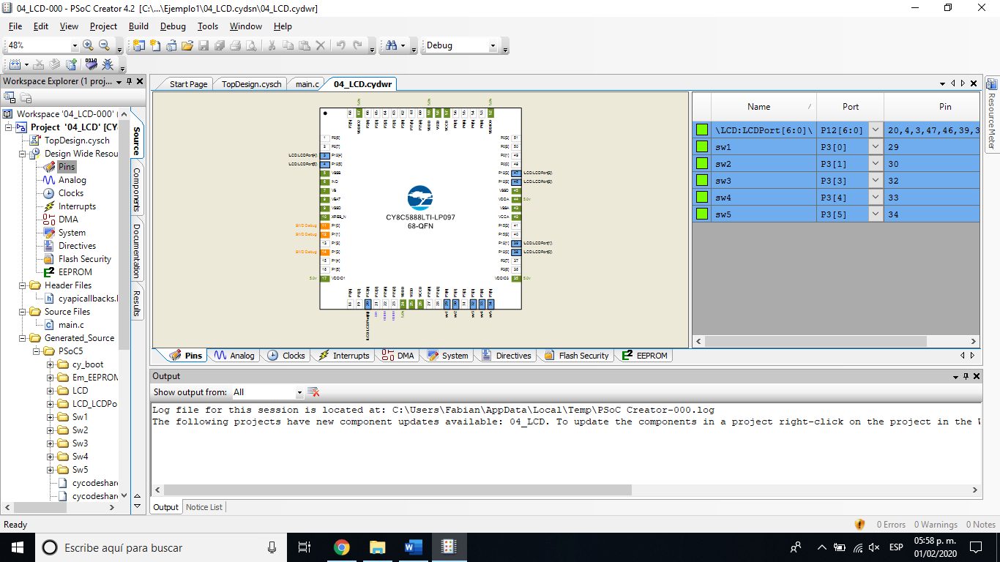 04_LCD-000 - PSoC Creator 4.2 [C:\...\Ejemplo1\04_LCD.cydsn\04_LCD.cydwr]
File Edit View Project Build Debug Tools Window Help
48% Debug
Workspace Explorer (1 proj...
Start Page TopDesign.cysch main.c 04_LCD.cydwr
Workspace '04_LCD-000' (
Project '04_LCD' [CY
TopDesign.cysch
Design Wide Resou
Pins
Analog
Clocks
Interrupts
DMA
System
Directives
Flash Security
EEPROM
Header Files
cyapicallbacks.
Source Files
main.c
Generated_Source
PSoC5
cy_boot
Em_EEPROM
LCD
LCD_LCDPo
Sw1
Sw2
Sw3
Sw4
Sw5
cycodeshare
cycodeshare
Source
Components
Documentation
Results
CY8C5888LTI-LP097
68-QFN
Name Port Pin
\LCD:LCDPort[6:0]\ P12[6:0] 20,4,3,47,46,39,3
sw1 P3[0] 29
sw2 P3[1] 30
sw3 P3[3] 32
sw4 P3[4] 33
sw5 P3[5] 34
Resource Meter
Pins Analog Clocks Interrupts DMA System Directives Flash Security EEPROM
Output
Show output from: All
Log file for this session is located at: C:\Users\Fabian\AppData\Local\Temp\PSoC Creator-000.log
The following projects have new component updates available: 04_LCD. To update the components in a project right-click on the project in the W
Output Notice List
Ready 0 Errors 0 Warnings 0 Notes
Escribe aquí para buscar
ESP
05:58 p. m.
01/02/2020